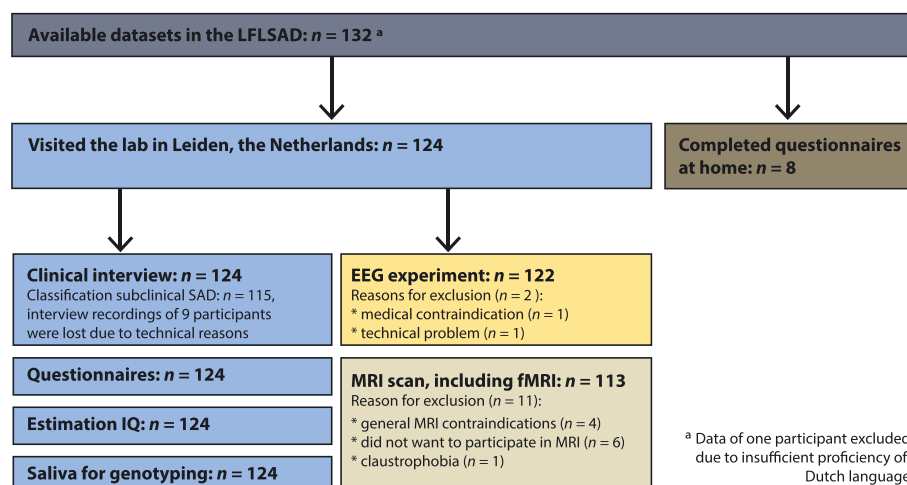 Available datasets in the LFLSAD: n = 132 a
Visited the lab in Leiden, the Netherlands: n = 124
Completed questionnaires
at home: n = 8
Clinical interview: n = 124
Classification subclinical SAD: n = 115,
interview recordings of 9 participants
were lost due to technical reasons
EEG experiment: n = 122
Reasons for exclusion (n = 2 ):
* medical contraindication (n = 1)
* technical problem (n = 1)
Questionnaires: n = 124
Estimation IQ: n = 124
Saliva for genotyping: n = 124
MRI scan, including fMRI: n = 113
Reason for exclusion (n = 11):
* general MRI contraindications (n = 4)
* did not want to participate in MRI (n = 6)
* claustrophobia (n = 1)
a Data of one participant excluded
due to insufficient proficiency of
Dutch language